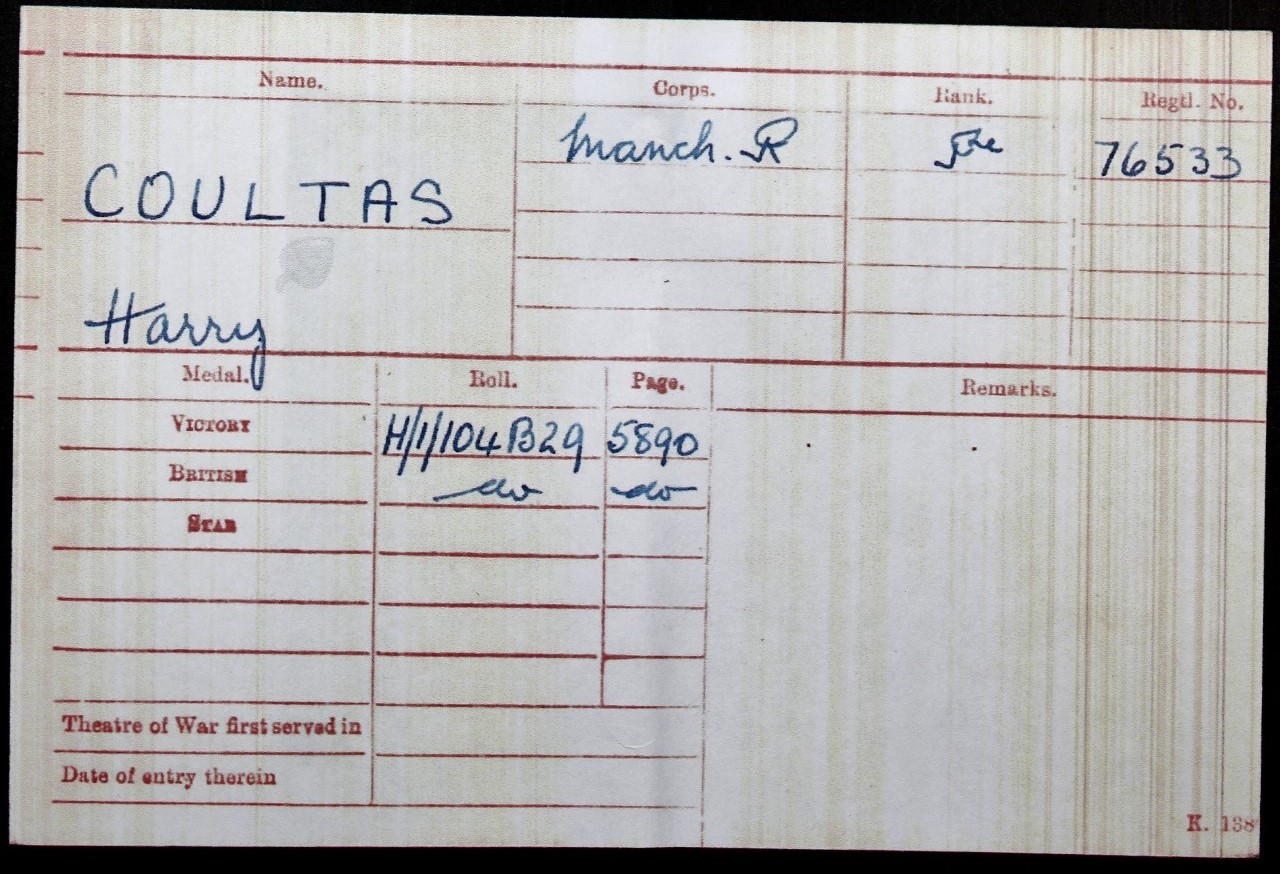 Name. Corps. Rank. Regtl. No.
COULTAS Manch. R Pte 76533
Harry
Medal. Roll. Page. Remarks.
VICTORY H/1/104B29 5890
BRITISH do do
STAR
Theatre of War first served in
Date of entry therein
K. 138